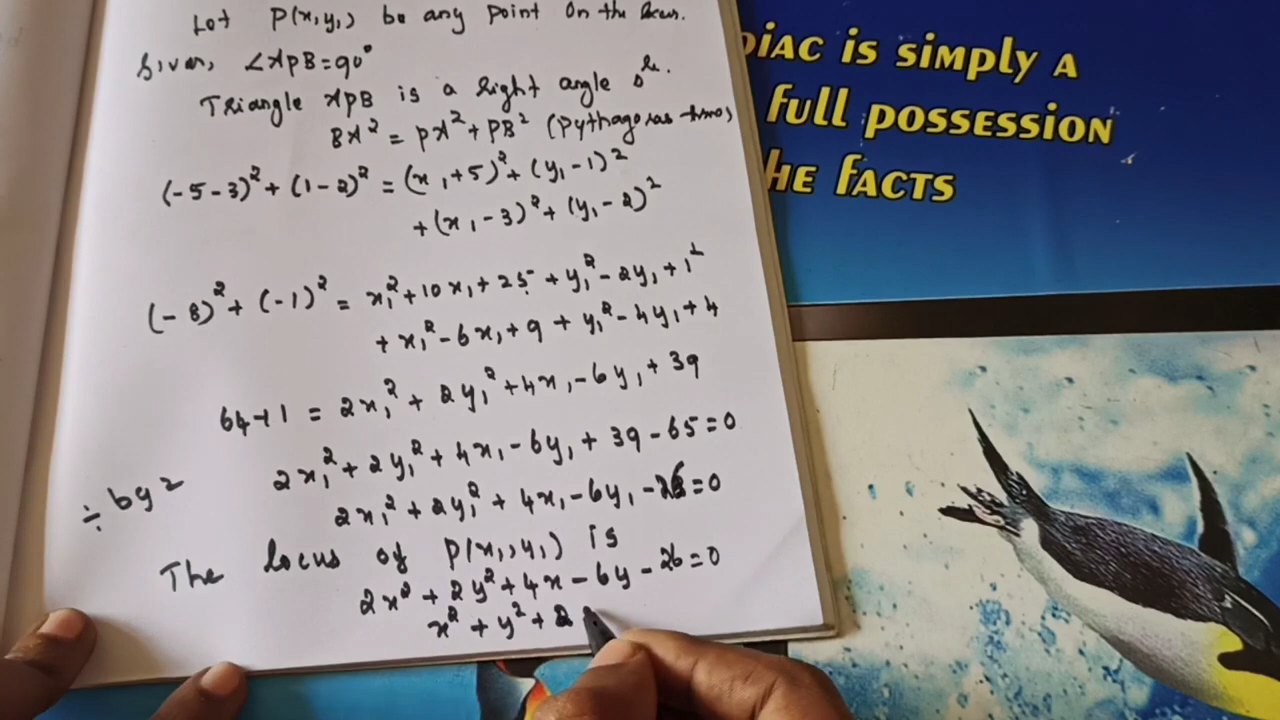 Let P(x₁y₁) be any point on the locus.
Given, ∠APB=90°
Triangle APB is a right angle Δle.
BA² = PA² + PB² (Pythagoras thm)
(-5-3)² + (1-2)² = (x₁+5)² + (y₁-1)²
+ (x₁-3)² + (y₁-2)²
(-8)² + (-1)² = x₁² + 10x₁ + 25 + y₁² - 2y₁ + 1²
+ x₁² - 6x₁ + 9 + y₁² - 4y₁ + 4
64+1 = 2x₁² + 2y₁² + 4x₁ - 6y₁ + 39
2x₁² + 2y₁² + 4x₁ - 6y₁ + 39 - 65 = 0
÷ by 2
2x₁² + 2y₁² + 4x₁ - 6y₁ - 26 = 0
The locus of P(x₁,y₁) is
2x² + 2y² + 4x - 6y - 26 = 0
x² + y² + 2
DIAC IS SIMPLY A
FULL POSSESSION
HE FACTS